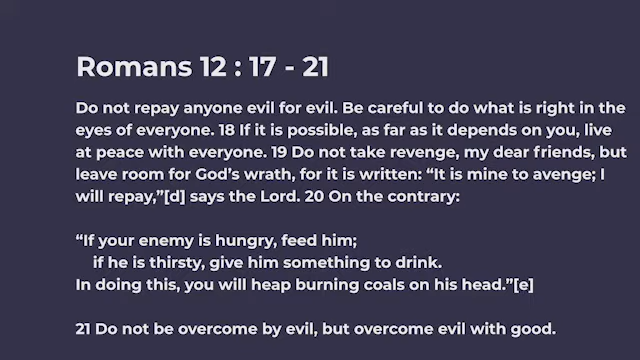 Romans 12 : 17 - 21
Do not repay anyone evil for evil. Be careful to do what is right in the
eyes of everyone. 18 If it is possible, as far as it depends on you, live
at peace with everyone. 19 Do not take revenge, my dear friends, but
leave room for God’s wrath, for it is written: “It is mine to avenge; I
will repay,”[d] says the Lord. 20 On the contrary:
“If your enemy is hungry, feed him;
if he is thirsty, give him something to drink.
In doing this, you will heap burning coals on his head.”[e]
21 Do not be overcome by evil, but overcome evil with good.